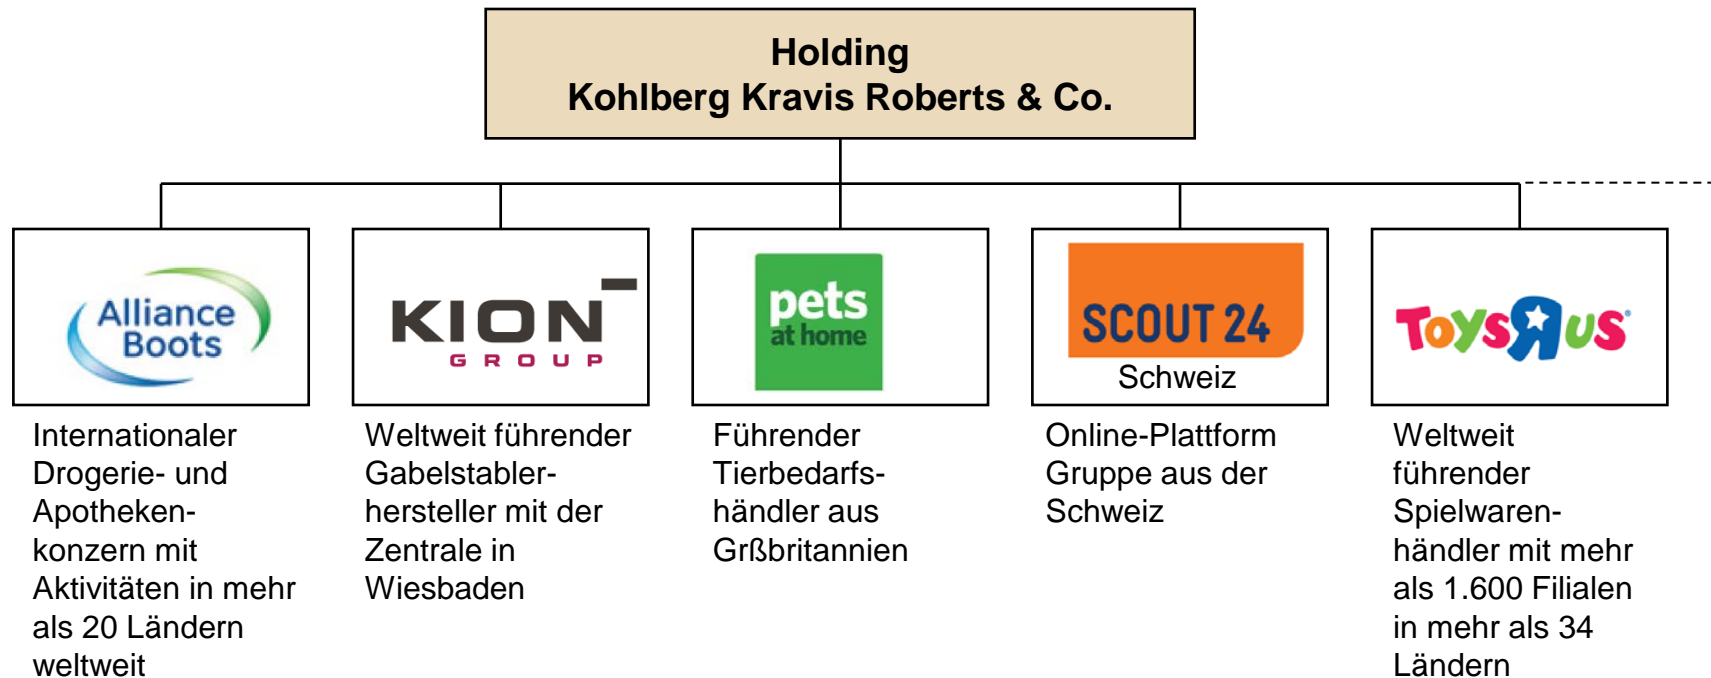 Holding
Kohlberg Kravis Roberts & Co.
Alliance
Boots
KION
GROUP
pets
at home
SCOUT 24
Schweiz
ToysЯus
Internationaler
Drogerie- und
Apotheken-
konzern mit
Aktivitäten in mehr
als 20 Ländern
weltweit
Weltweit führender
Gabelstabler-
hersteller mit der
Zentrale in
Wiesbaden
Führender
Tierbedarfs-
händler aus
Grßbritannien
Online-Plattform
Gruppe aus der
Schweiz
Weltweit
führender
Spielwaren-
händler mit mehr
als 1.600 Filialen
in mehr als 34
Ländern